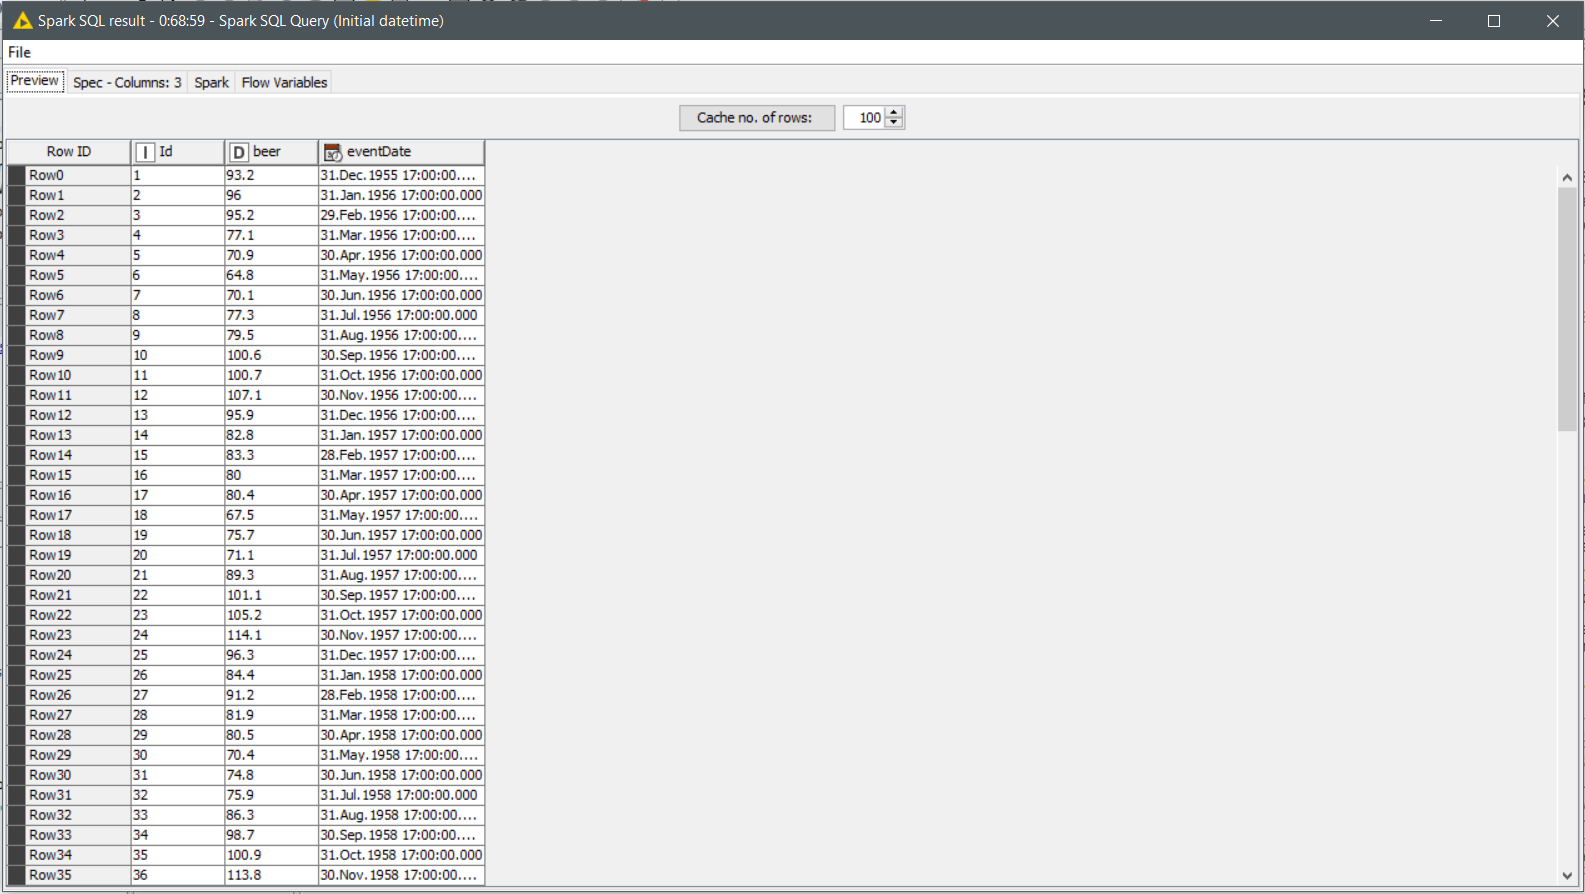 Spark SQL result - 0:68:59 - Spark SQL Query (Initial datetime)
File
Preview Spec - Columns: 3 Spark Flow Variables
Cache no. of rows: 100
Row ID I Id D beer eventDate
Row0 1 93.2 31.Dec.1955 17:00:00....
Row1 2 96 31.Jan.1956 17:00:00.000
Row2 3 95.2 29.Feb.1956 17:00:00....
Row3 4 77.1 31.Mar.1956 17:00:00....
Row4 5 70.9 30.Apr.1956 17:00:00.000
Row5 6 64.8 31.May.1956 17:00:00....
Row6 7 70.1 30.Jun.1956 17:00:00.000
Row7 8 77.3 31.Jul.1956 17:00:00.000
Row8 9 79.5 31.Aug.1956 17:00:00....
Row9 10 100.6 30.Sep.1956 17:00:00....
Row10 11 100.7 31.Oct.1956 17:00:00.000
Row11 12 107.1 30.Nov.1956 17:00:00....
Row12 13 95.9 31.Dec.1956 17:00:00....
Row13 14 82.8 31.Jan.1957 17:00:00.000
Row14 15 83.3 28.Feb.1957 17:00:00....
Row15 16 80 31.Mar.1957 17:00:00....
Row16 17 80.4 30.Apr.1957 17:00:00.000
Row17 18 67.5 31.May.1957 17:00:00....
Row18 19 75.7 30.Jun.1957 17:00:00.000
Row19 20 71.1 31.Jul.1957 17:00:00.000
Row20 21 89.3 31.Aug.1957 17:00:00....
Row21 22 101.1 30.Sep.1957 17:00:00....
Row22 23 105.2 31.Oct.1957 17:00:00.000
Row23 24 114.1 30.Nov.1957 17:00:00....
Row24 25 96.3 31.Dec.1957 17:00:00....
Row25 26 84.4 31.Jan.1958 17:00:00.000
Row26 27 91.2 28.Feb.1958 17:00:00....
Row27 28 81.9 31.Mar.1958 17:00:00....
Row28 29 80.5 30.Apr.1958 17:00:00.000
Row29 30 70.4 31.May.1958 17:00:00....
Row30 31 74.8 30.Jun.1958 17:00:00.000
Row31 32 75.9 31.Jul.1958 17:00:00.000
Row32 33 86.3 31.Aug.1958 17:00:00....
Row33 34 98.7 30.Sep.1958 17:00:00....
Row34 35 100.9 31.Oct.1958 17:00:00.000
Row35 36 113.8 30.Nov.1958 17:00:00....